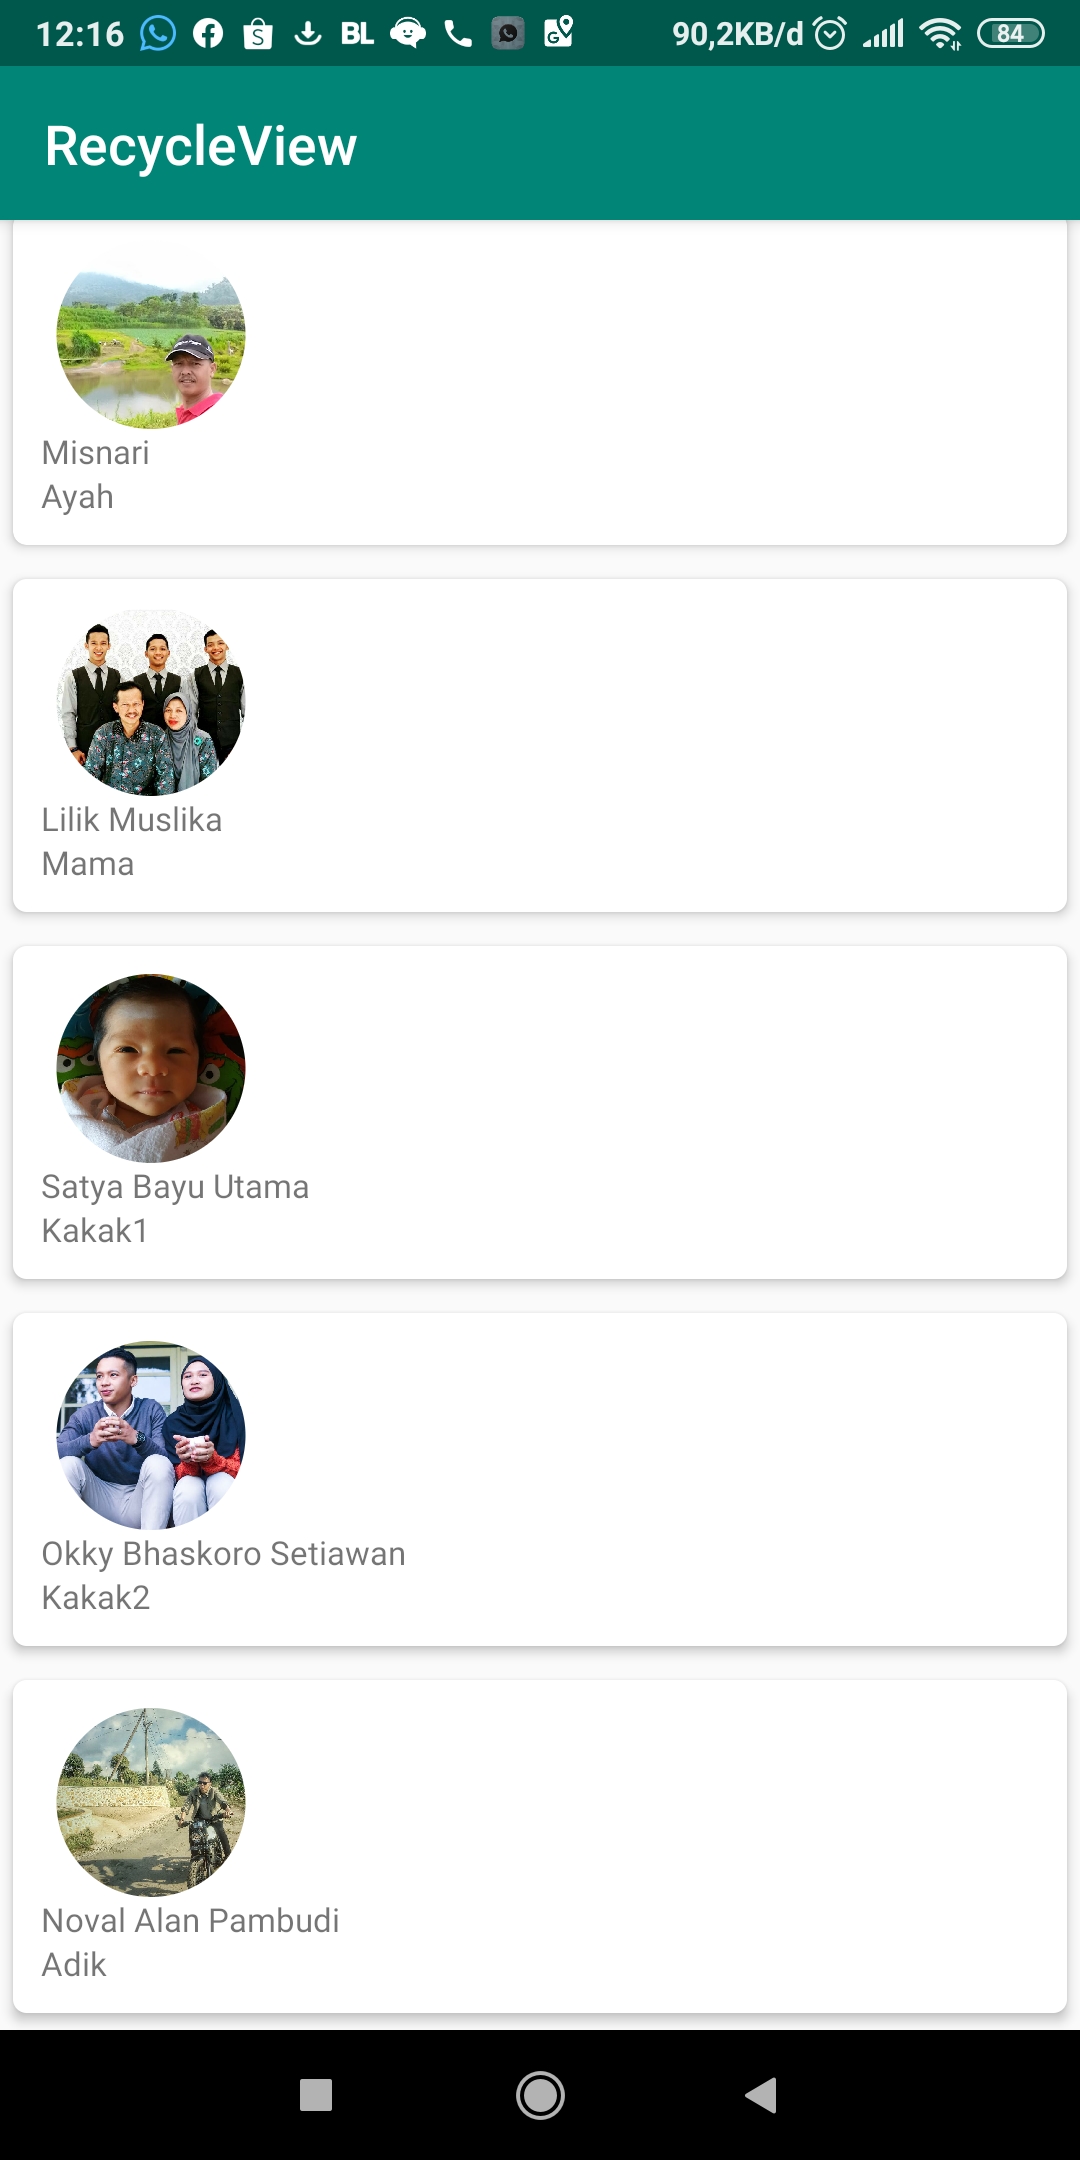 12:16 BL 90,2KB/d 84
RecycleView
Misnari
Ayah
Lilik Muslika
Mama
Satya Bayu Utama
Kakak1
Okky Bhaskoro Setiawan
Kakak2
Noval Alan Pambudi
Adik